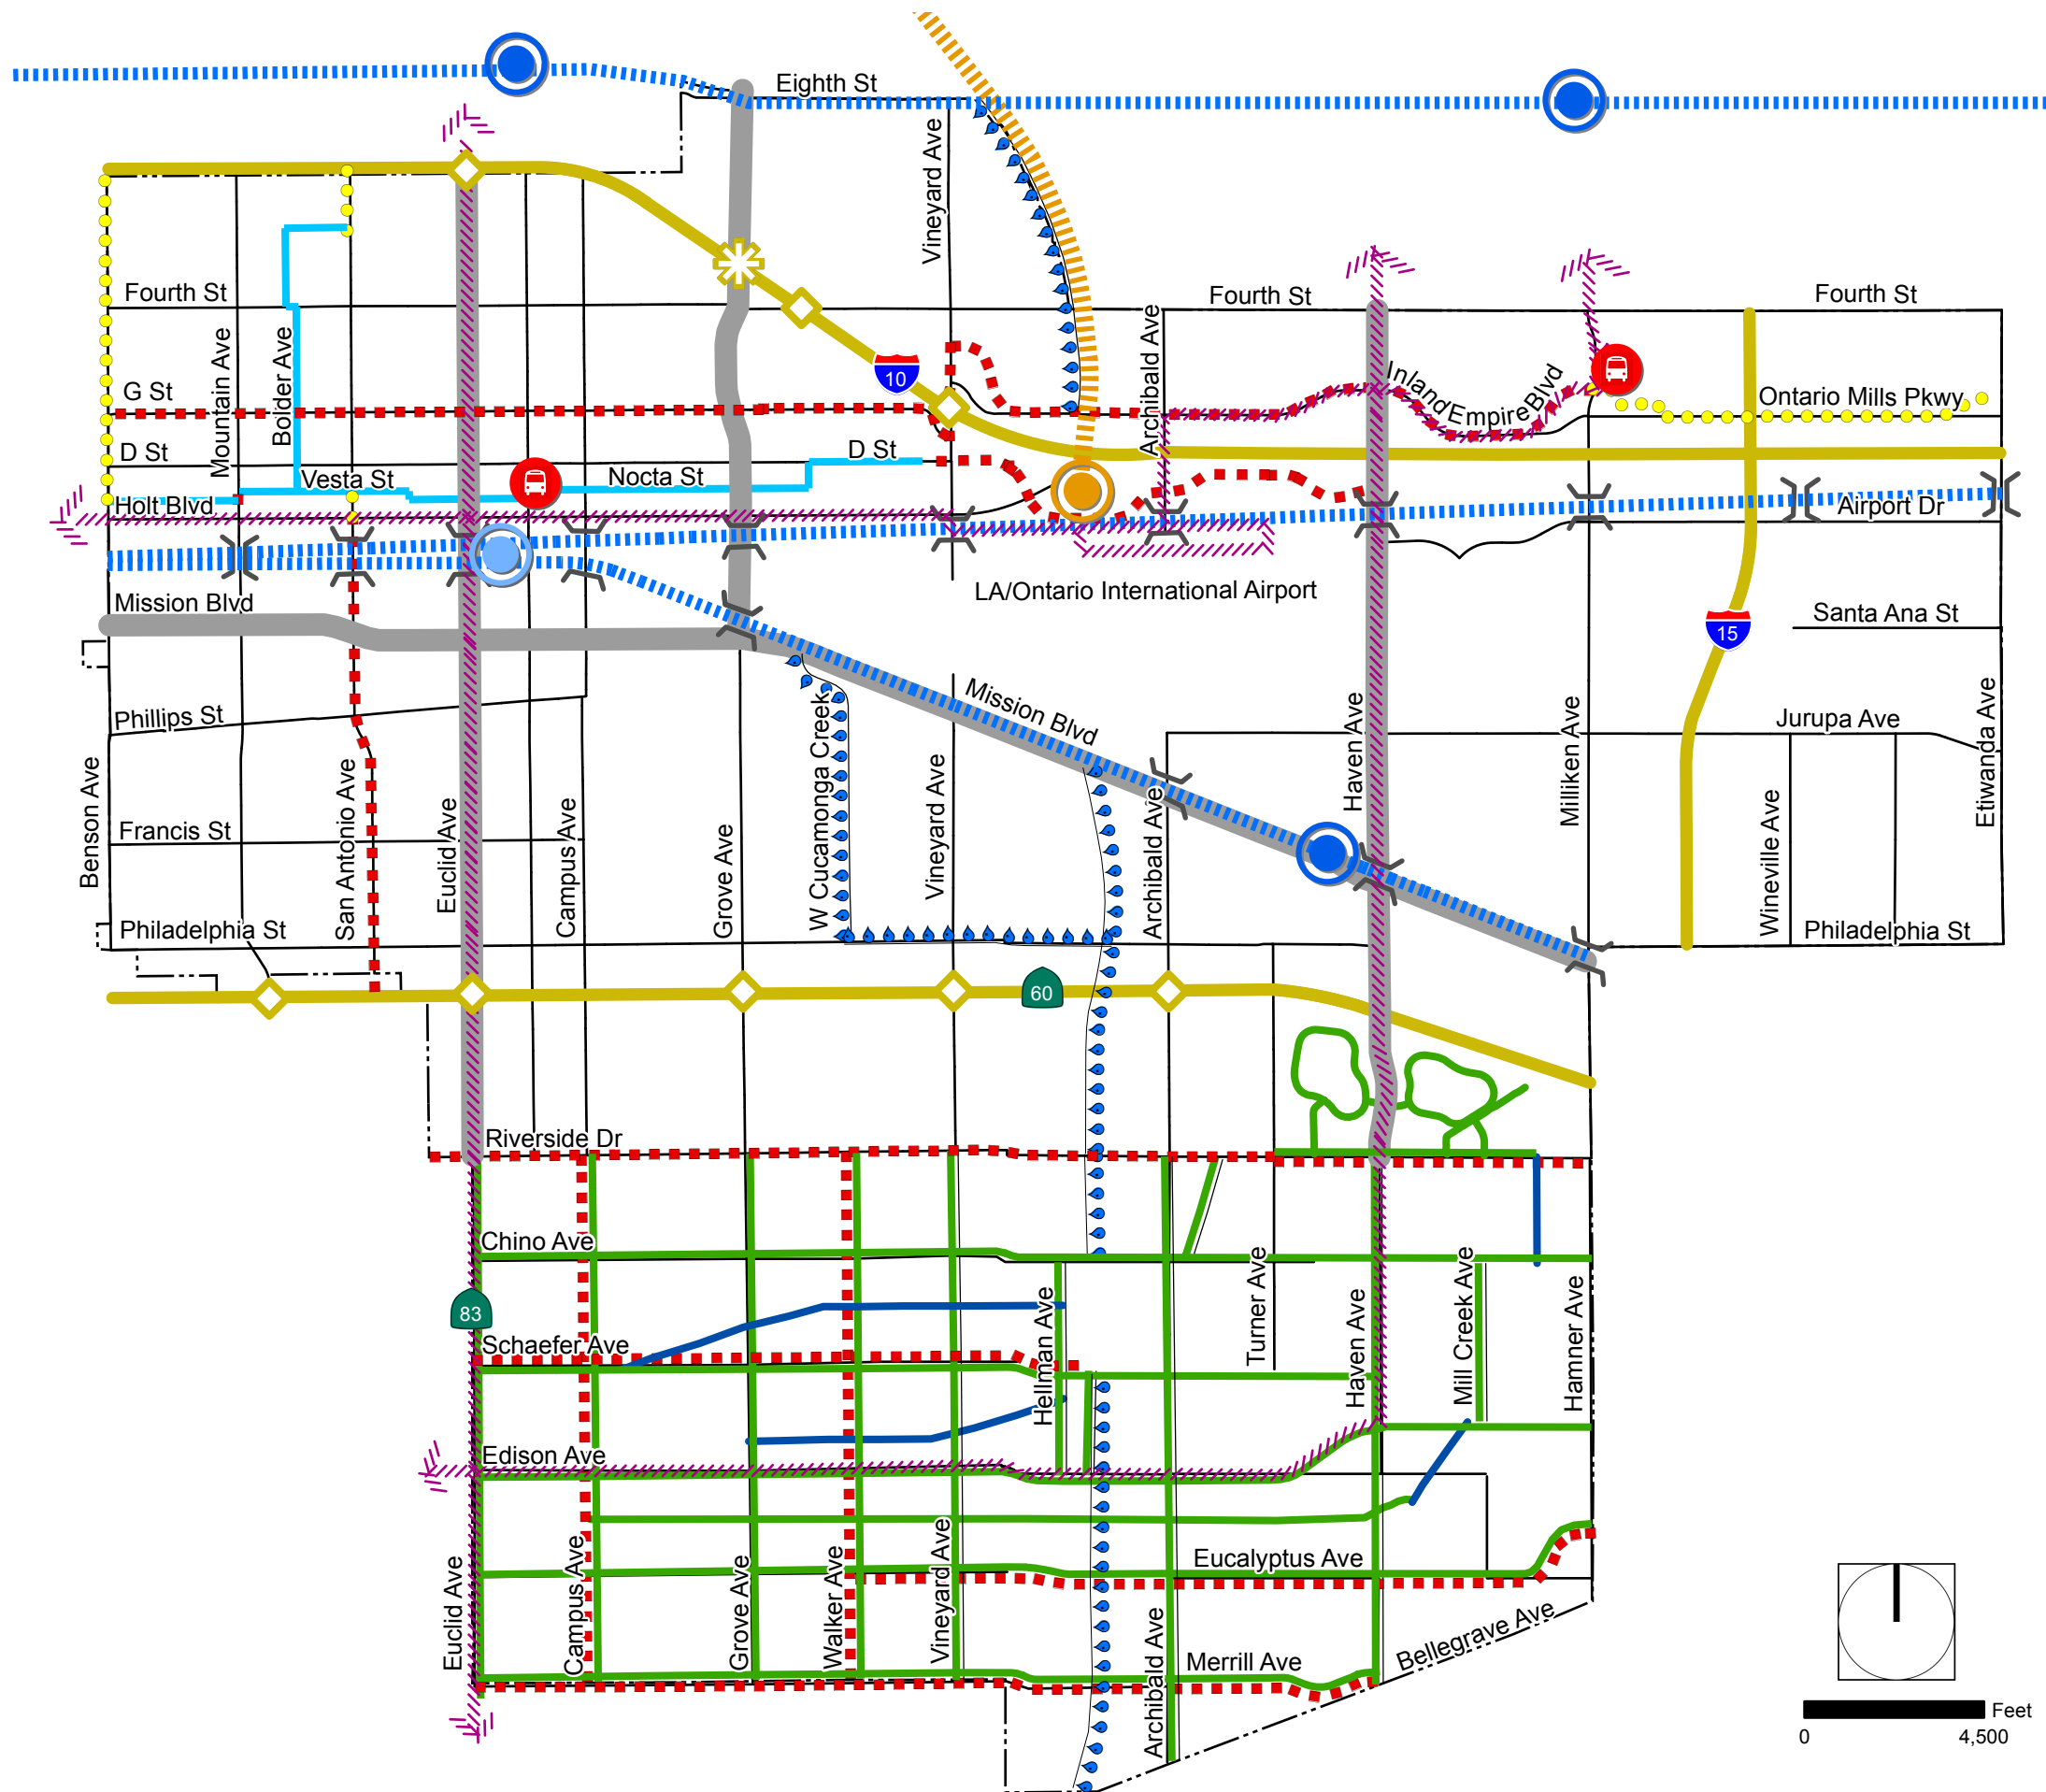 Eighth St
Vineyard Ave
Fourth St
Fourth St
Fourth St
Mountain Ave
Bolder Ave
Archibald Ave
10
G St
Inland Empire Blvd
Ontario Mills Pkwy
D St
D St
Vesta St
Nocta St
Holt Blvd
Airport Dr
LA/Ontario International Airport
Mission Blvd
Santa Ana St
15
Phillips St
Mission Blvd
Jurupa Ave
W Cucamonga Creek
Benson Ave
San Antonio Ave
Euclid Ave
Campus Ave
Grove Ave
Vineyard Ave
Archibald Ave
Haven Ave
Milliken Ave
Wineville Ave
Etiwanda Ave
Francis St
Philadelphia St
Philadelphia St
60
Riverside Dr
Chino Ave
83
Schaefer Ave
Hellman Ave
Turner Ave
Haven Ave
Mill Creek Ave
Hamner Ave
Edison Ave
Eucalyptus Ave
Euclid Ave
Campus Ave
Grove Ave
Walker Ave
Vineyard Ave
Archibald Ave
Merrill Ave
Bellegrave Ave
Feet
0
4,500